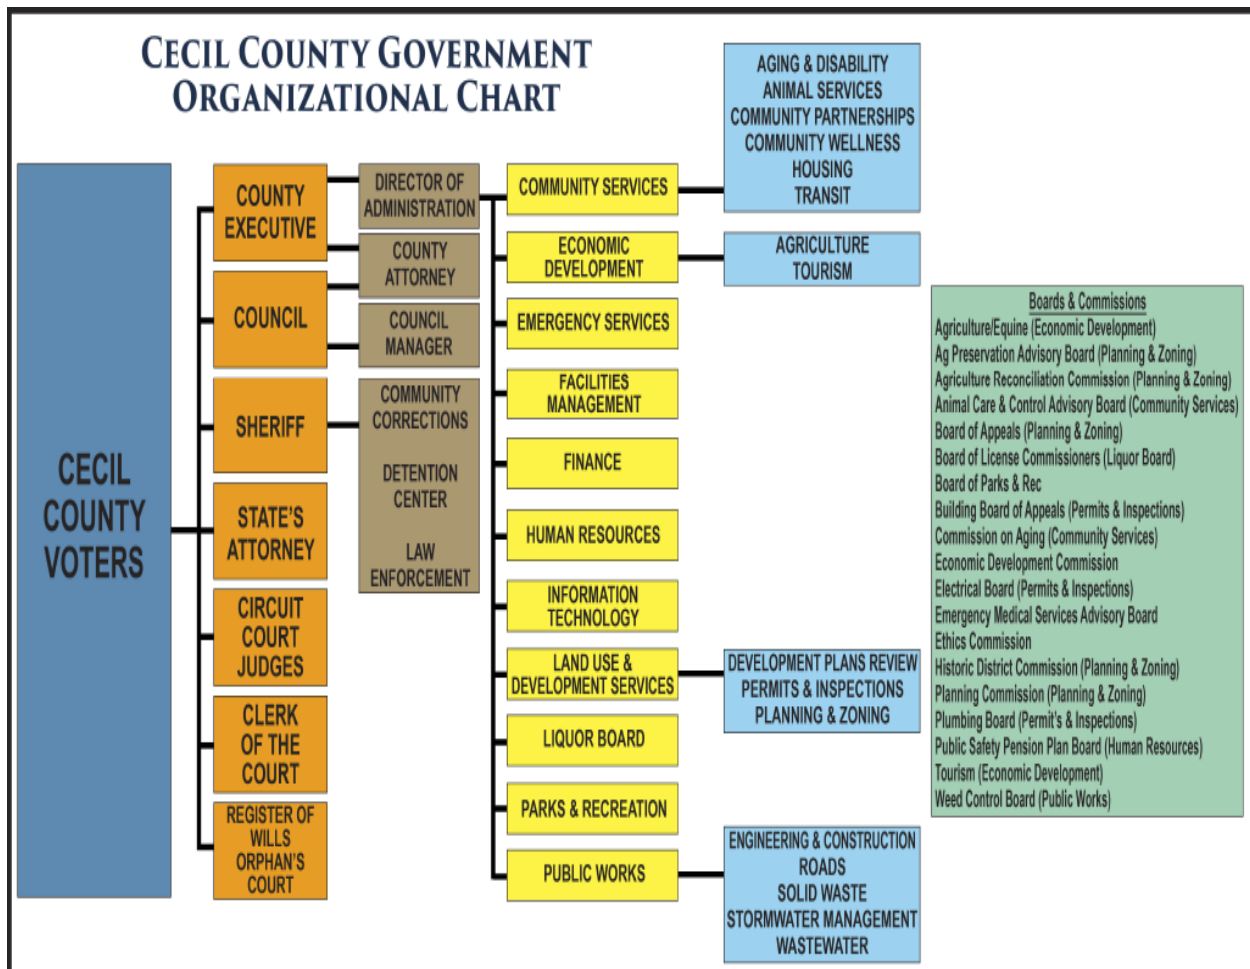 CECIL COUNTY GOVERNMENT
ORGANIZATIONAL CHART
CECIL
COUNTY
VOTERS
COUNTY
EXECUTIVE
COUNCIL
SHERIFF
STATE'S
ATTORNEY
CIRCUIT
COURT
JUDGES
CLERK
OF THE
COURT
REGISTER OF
WILLS
ORPHAN'S
COURT
DIRECTOR OF
ADMINISTRATION
COUNTY
ATTORNEY
COUNCIL
MANAGER
COMMUNITY
CORRECTIONS
DETENTION
CENTER
LAW
ENFORCEMENT
COMMUNITY SERVICES
ECONOMIC
DEVELOPMENT
EMERGENCY SERVICES
FACILITIES
MANAGEMENT
FINANCE
HUMAN RESOURCES
INFORMATION
TECHNOLOGY
LAND USE &
DEVELOPMENT SERVICES
LIQUOR BOARD
PARKS & RECREATION
PUBLIC WORKS
AGING & DISABILITY
ANIMAL SERVICES
COMMUNITY PARTNERSHIPS
COMMUNITY WELLNESS
HOUSING
TRANSIT
AGRICULTURE
TOURISM
DEVELOPMENT PLANS REVIEW
PERMITS & INSPECTIONS
PLANNING & ZONING
ENGINEERING & CONSTRUCTION
ROADS
SOLID WASTE
STORMWATER MANAGEMENT
WASTEWATER
Boards & Commissions
Agriculture/Equine (Economic Development)
Ag Preservation Advisory Board (Planning & Zoning)
Agriculture Reconciliation Commission (Planning & Zoning)
Animal Care & Control Advisory Board (Community Services)
Board of Appeals (Planning & Zoning)
Board of License Commissioners (Liquor Board)
Board of Parks & Rec
Building Board of Appeals (Permits & Inspections)
Commission on Aging (Community Services)
Economic Development Commission
Electrical Board (Permits & Inspections)
Emergency Medical Services Advisory Board
Ethics Commission
Historic District Commission (Planning & Zoning)
Planning Commission (Planning & Zoning)
Plumbing Board (Permit's & Inspections)
Public Safety Pension Plan Board (Human Resources)
Tourism (Economic Development)
Weed Control Board (Public Works)